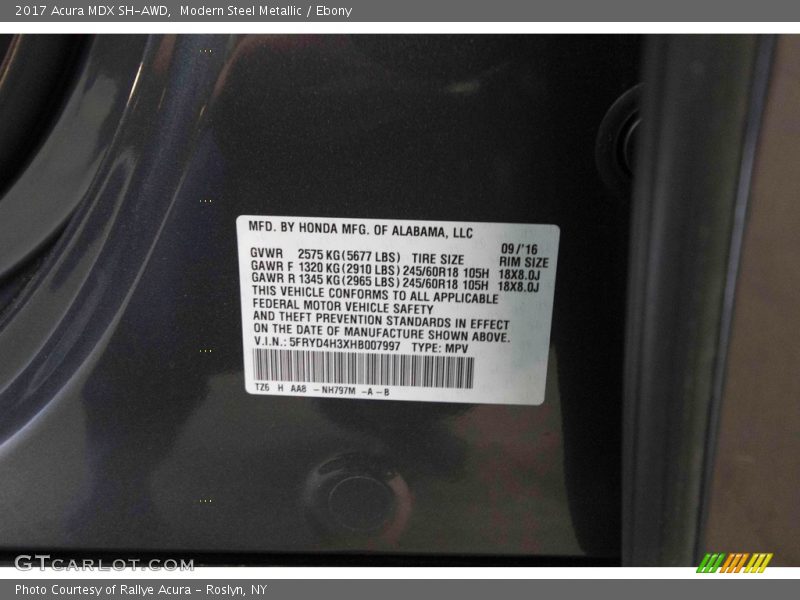 2017 Acura MDX SH-AWD, Modern Steel Metallic / Ebony
MFD. BY HONDA MFG. OF ALABAMA, LLC
09/'16
GVWR 2575 KG (5677 LBS) TIRE SIZE RIM SIZE
GAWR F 1320 KG (2910 LBS) 245/60R18 105H 18X8.0J
GAWR R 1345 KG (2965 LBS) 245/60R18 105H 18X8.0J
THIS VEHICLE CONFORMS TO ALL APPLICABLE
FEDERAL MOTOR VEHICLE SAFETY
AND THEFT PREVENTION STANDARDS IN EFFECT
ON THE DATE OF MANUFACTURE SHOWN ABOVE.
V.I.N.: 5FRYD4H3XHB007997 TYPE: MPV
TZ6 H AA8 - NH797M -A - B
GTCARLOT.COM
Photo Courtesy of Rallye Acura - Roslyn, NY